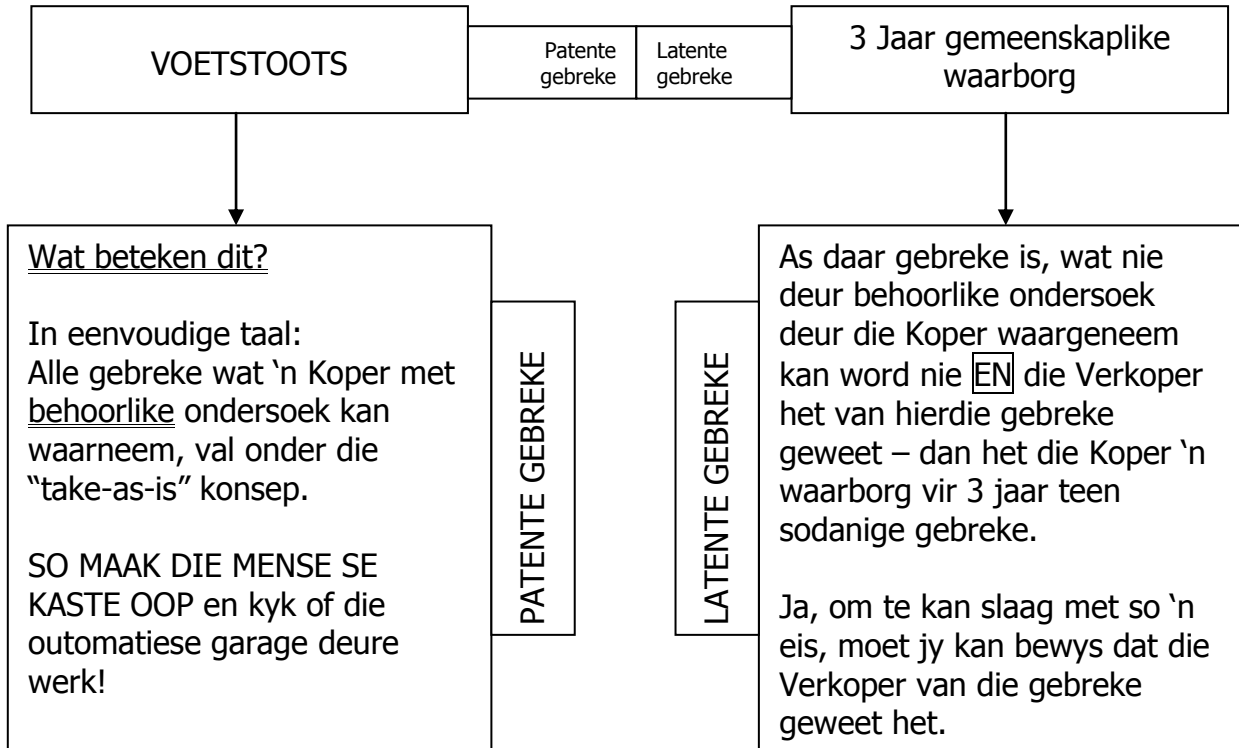 VOETSTOOTS
Patente
gebreke
Latente
gebreke
3 Jaar gemeenskaplike
waarborg
Wat beteken dit?
In eenvoudige taal:
Alle gebreke wat ‘n Koper met
behoorlike ondersoek kan
waarneem, val onder die
“take-as-is” konsep.
SO MAAK DIE MENSE SE
KASTE OOP en kyk of die
outomatiese garage deure
werk!
PATENTE GEBREKE
LATENTE GEBREKE
As daar gebreke is, wat nie
deur behoorlike ondersoek
deur die Koper waargeneem
kan word nie EN die Verkoper
het van hierdie gebreke
geweet – dan het die Koper ‘n
waarborg vir 3 jaar teen
sodanige gebreke.
Ja, om te kan slaag met so ‘n
eis, moet jy kan bewys dat die
Verkoper van die gebreke
geweet het.